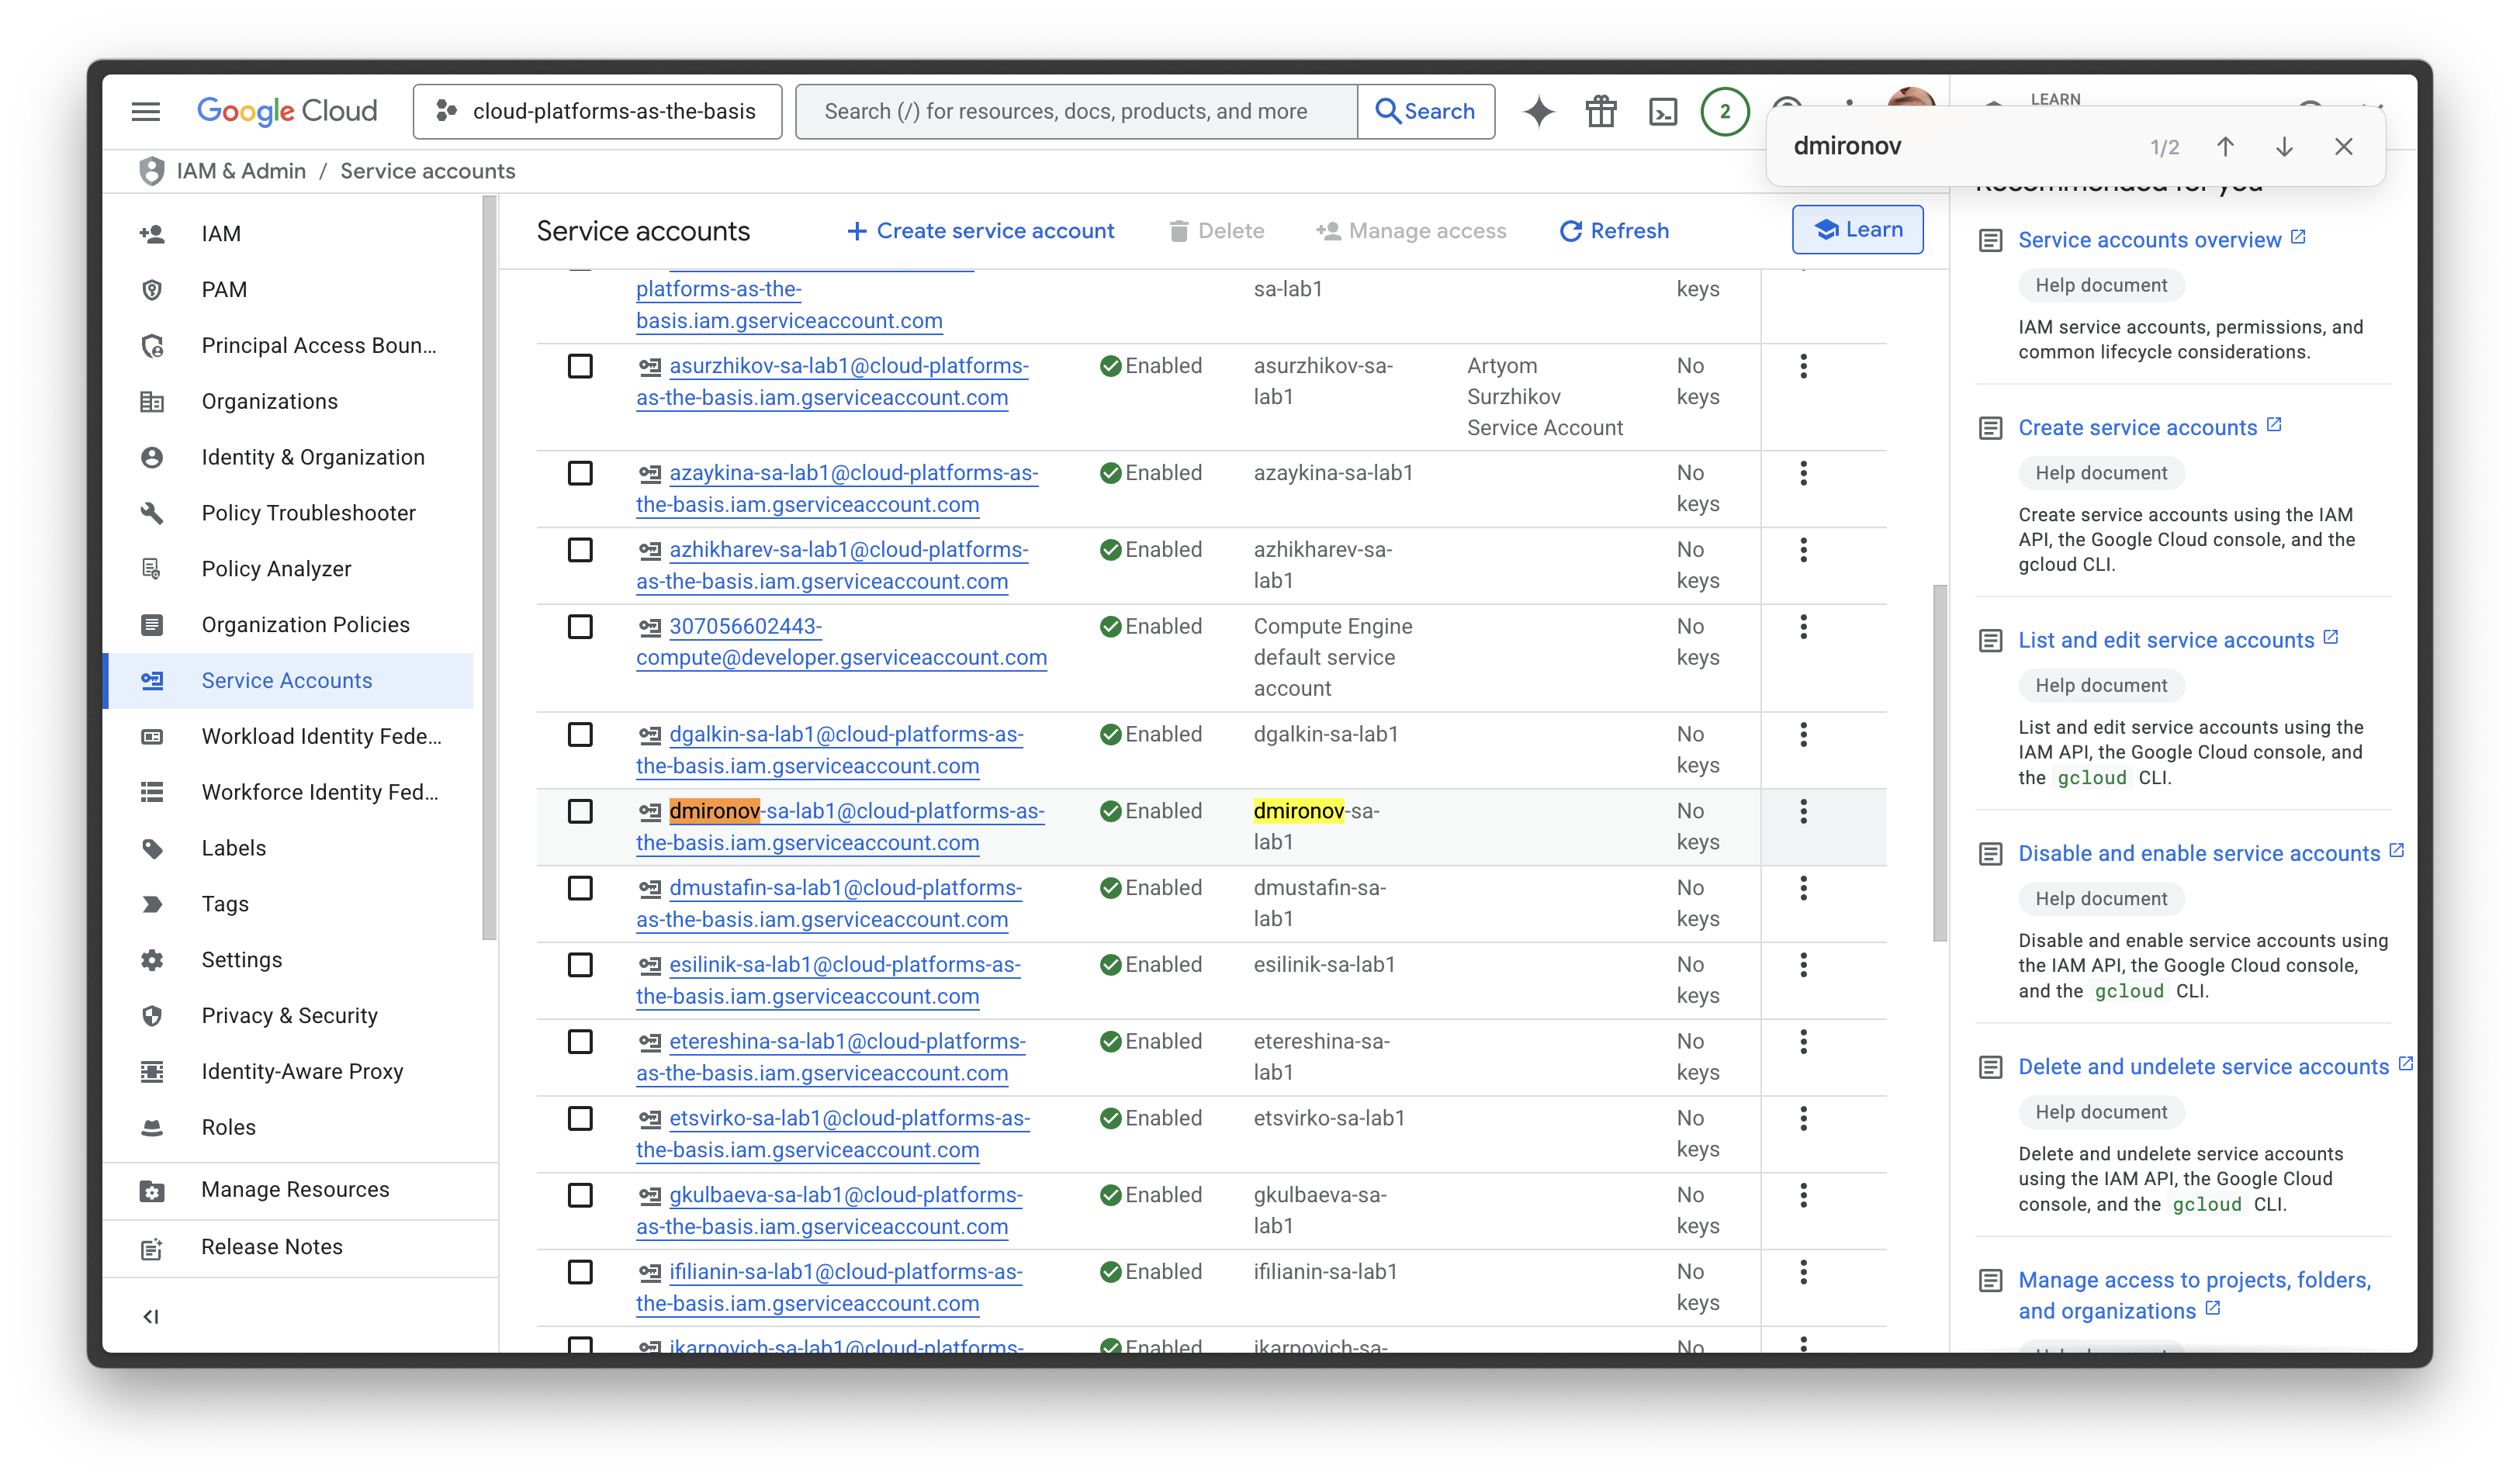 Google Cloud
cloud-platforms-as-the-basis
Search (/) for resources, docs, products, and more
Search
2
LEARN
dmironov
1/2
IAM & Admin / Service accounts
IAM
PAM
Principal Access Boun...
Organizations
Identity & Organization
Policy Troubleshooter
Policy Analyzer
Organization Policies
Service Accounts
Workload Identity Fede...
Workforce Identity Fed...
Labels
Tags
Settings
Privacy & Security
Identity-Aware Proxy
Roles
Manage Resources
Release Notes
Service accounts
Create service account
Delete
Manage access
Refresh
Learn
platforms-as-the- sa-lab1 keys
basis.iam.gserviceaccount.com
asurzhikov-sa-lab1@cloud-platforms- Enabled asurzhikov-sa- Artyom No
as-the-basis.iam.gserviceaccount.com lab1 Surzhikov keys
Service Account
azaykina-sa-lab1@cloud-platforms-as- Enabled azaykina-sa-lab1 No
the-basis.iam.gserviceaccount.com keys
azhikharev-sa-lab1@cloud-platforms- Enabled azhikharev-sa- No
as-the-basis.iam.gserviceaccount.com lab1 keys
307056602443- Enabled Compute Engine No
compute@developer.gserviceaccount.com default service keys
account
dgalkin-sa-lab1@cloud-platforms-as- Enabled dgalkin-sa-lab1 No
the-basis.iam.gserviceaccount.com keys
dmironov-sa-lab1@cloud-platforms-as- Enabled dmironov-sa- No
the-basis.iam.gserviceaccount.com lab1 keys
dmustafin-sa-lab1@cloud-platforms- Enabled dmustafin-sa- No
as-the-basis.iam.gserviceaccount.com lab1 keys
esilinik-sa-lab1@cloud-platforms-as- Enabled esilinik-sa-lab1 No
the-basis.iam.gserviceaccount.com keys
etereshina-sa-lab1@cloud-platforms- Enabled etereshina-sa- No
as-the-basis.iam.gserviceaccount.com lab1 keys
etsvirko-sa-lab1@cloud-platforms-as- Enabled etsvirko-sa-lab1 No
the-basis.iam.gserviceaccount.com keys
gkulbaeva-sa-lab1@cloud-platforms- Enabled gkulbaeva-sa- No
as-the-basis.iam.gserviceaccount.com lab1 keys
ifilianin-sa-lab1@cloud-platforms-as- Enabled ifilianin-sa-lab1 No
the-basis.iam.gserviceaccount.com keys
ikarpovich-sa-lab1@cloud-platforms- Enabled ikarpovich-sa- No
Recommended for you
Service accounts overview
Help document
IAM service accounts, permissions, and
common lifecycle considerations.
Create service accounts
Help document
Create service accounts using the IAM
API, the Google Cloud console, and the
gcloud CLI.
List and edit service accounts
Help document
List and edit service accounts using the
IAM API, the Google Cloud console, and
the gcloud CLI.
Disable and enable service accounts
Help document
Disable and enable service accounts using
the IAM API, the Google Cloud console,
and the gcloud CLI.
Delete and undelete service accounts
Help document
Delete and undelete service accounts
using the IAM API, the Google Cloud
console, and the gcloud CLI.
Manage access to projects, folders,
and organizations